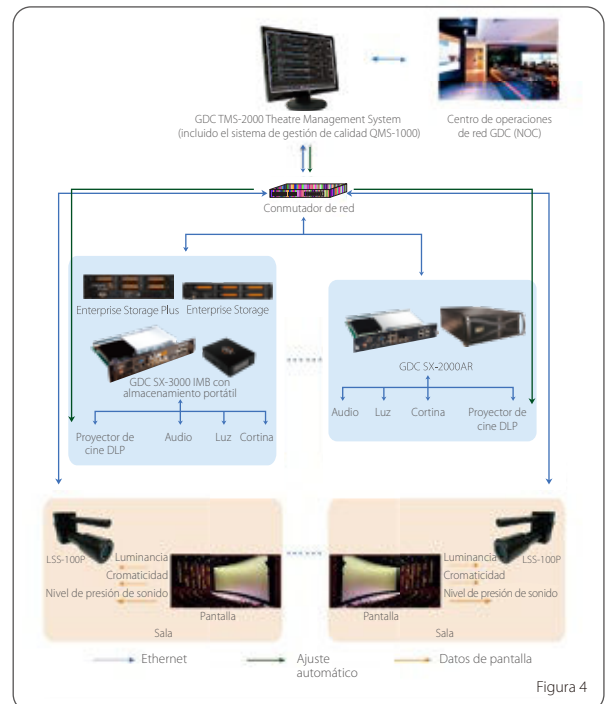 GDC TMS-2000 Theatre Management System
(incluido el sistema de gestión de calidad QMS-1000)
Centro de operaciones
de red GDC (NOC)
Conmutador de red
Enterprise Storage Plus
Enterprise Storage
GDC SX-3000 IMB con
almacenamiento portátil
Proyector de
cine DLP
Audio
Luz
Cortina
GDC SX-2000AR
Audio
Luz
Cortina
Proyector de
cine DLP
LSS-100P
Luminancia
Cromaticidad
Nivel de presión de sonido
Pantalla
Sala
Luminancia
LSS-100P
Cromaticidad
Nivel de presión de sonido
Pantalla
Sala
Ethernet
Ajuste
automático
Datos de pantalla
Figura 4